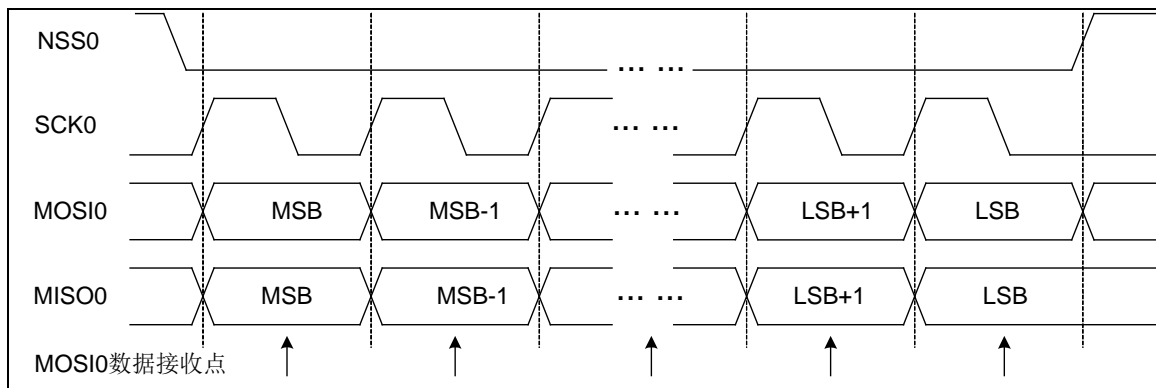 NSS0
... ...
SCK0
... ...
MOSI0 MSB MSB-1 ... ... LSB+1 LSB
MISO0 MSB MSB-1 ... ... LSB+1 LSB
MOSI0数据接收点